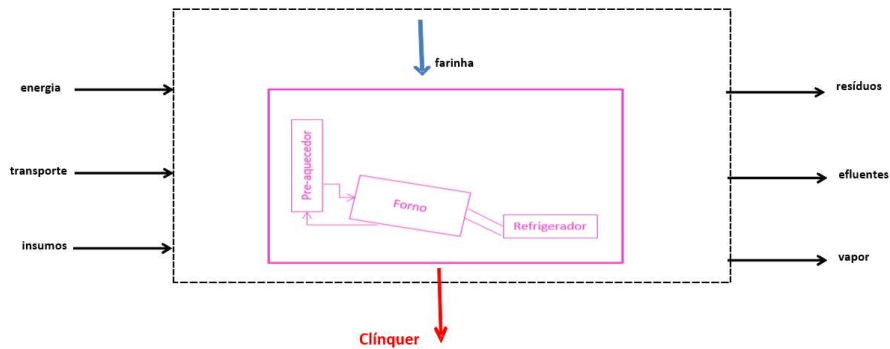 farinha
energia
resíduos
Pre-aquecedor
transporte
efluentes
Forno
Refrigerador
insumos
vapor
Clínquer